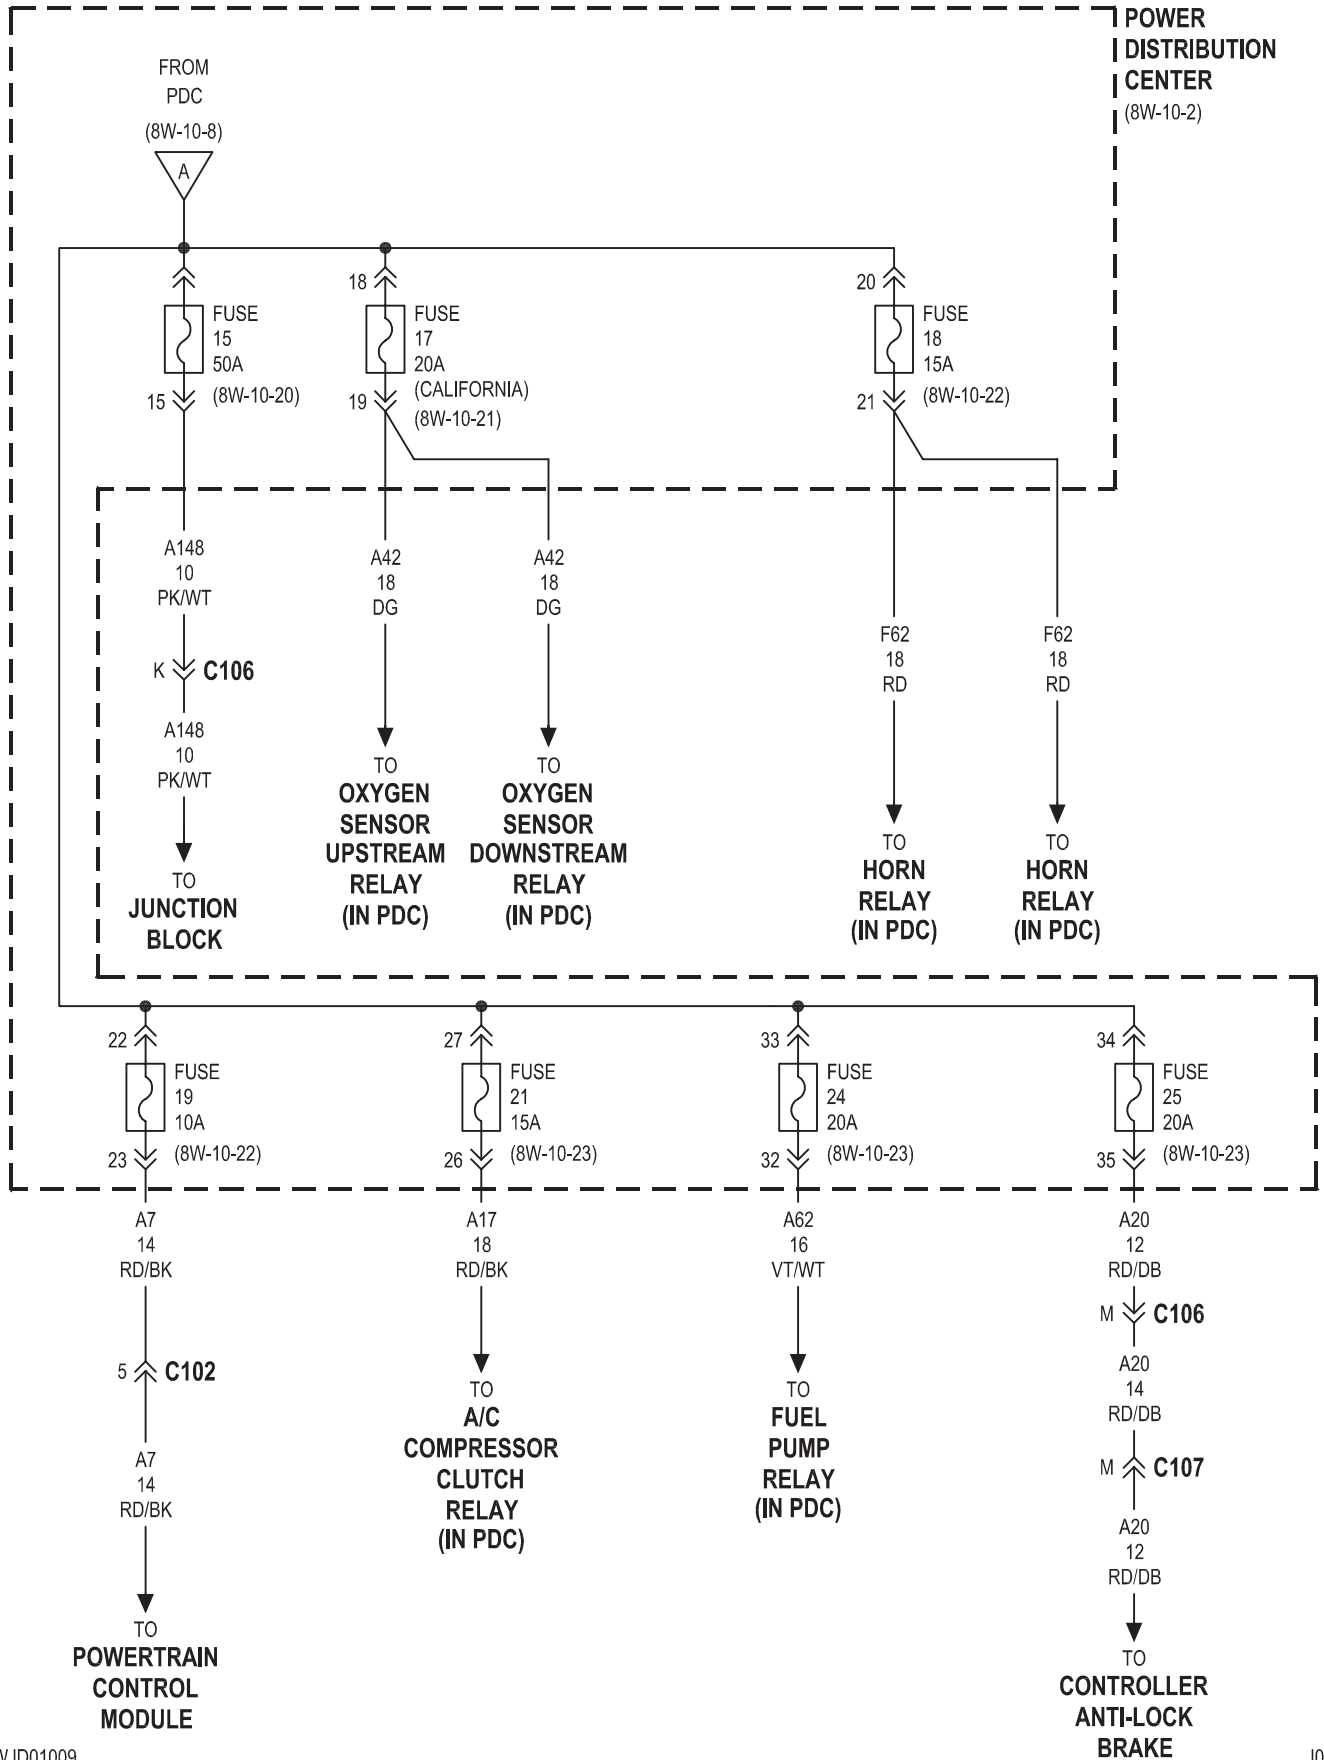 POWER
DISTRIBUTION
CENTER
(8W-10-2)
FROM
PDC
(8W-10-8)
A
18
20
FUSE
15
50A
(8W-10-20)
15
FUSE
17
20A
(CALIFORNIA)
(8W-10-21)
19
FUSE
18
15A
(8W-10-22)
21
A148
10
PK/WT
K
C106
A148
10
PK/WT
TO
JUNCTION
BLOCK
A42
18
DG
TO
OXYGEN
SENSOR
UPSTREAM
RELAY
(IN PDC)
A42
18
DG
TO
OXYGEN
SENSOR
DOWNSTREAM
RELAY
(IN PDC)
F62
18
RD
TO
HORN
RELAY
(IN PDC)
F62
18
RD
TO
HORN
RELAY
(IN PDC)
22
FUSE
19
10A
(8W-10-22)
23
27
FUSE
21
15A
(8W-10-23)
26
33
FUSE
24
20A
(8W-10-23)
32
34
FUSE
25
20A
(8W-10-23)
35
A7
14
RD/BK
5
C102
A7
14
RD/BK
TO
POWERTRAIN
CONTROL
MODULE
A17
18
RD/BK
TO
A/C
COMPRESSOR
CLUTCH
RELAY
(IN PDC)
A62
16
VT/WT
TO
FUEL
PUMP
RELAY
(IN PDC)
A20
12
RD/DB
M
C106
A20
14
RD/DB
M
C107
A20
12
RD/DB
TO
CONTROLLER
ANTI-LOCK
BRAKE